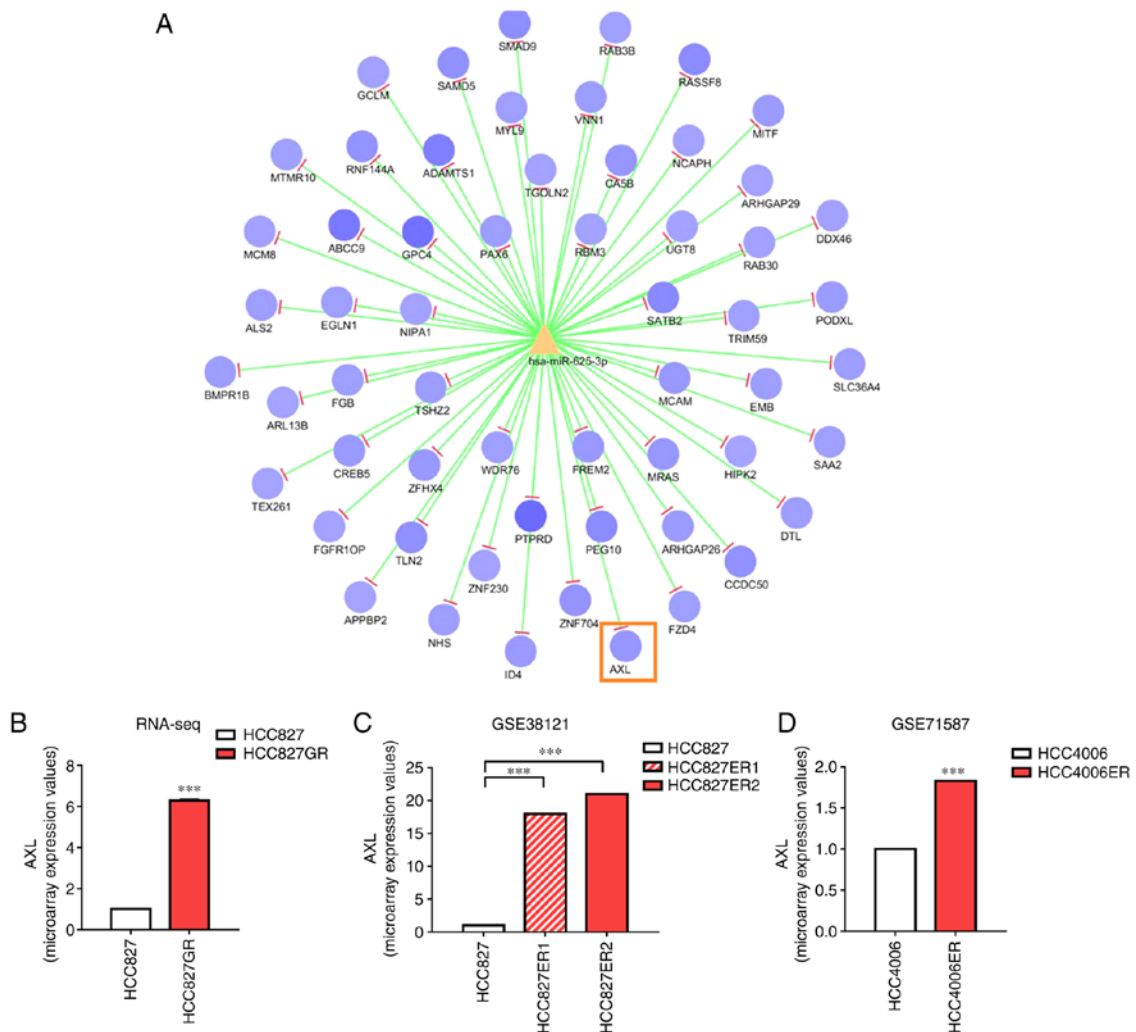 A
SMAD9
RAB3B
GCLM
SAMD5
RASSF8
MYL9
VNN1
MITF
MTMR10
RNF144A
ADAMTS1
TGOLN2
CA5B
NCAPH
ARHGAP29
MCM8
ABCC9
GPC4
PAX6
RBM3
UGT8
RAB30
DDX46
ALS2
EGLN1
NIPA1
SATB2
TRIM59
PODXL
hsa-miR-625-3p
BMPR1B
ARL13B
FGB
TSHZ2
MCAM
EMB
SLC36A4
TEX261
CREB5
ZFHX4
WDR76
FREM2
MRAS
HIPK2
SAA2
FGFR1OP
TLN2
PTPRD
PEG10
ARHGAP26
DTL
APPBP2
ZNF230
CCDC50
NHS
ID4
ZNF704
AXL
FZD4
B
RNA-seq
HCC827
HCC827GR
AXL
(microarray expression values)
8
6
4
2
0
***
HCC827
HCC827GR
C
GSE38121
HCC827
HCC827ER1
HCC827ER2
AXL
(microarray expression values)
25
20
15
10
5
0
***
***
HCC827
HCC827ER1
HCC827ER2
D
GSE71587
HCC4006
HCC4006ER
AXL
(microarray expression values)
2.0
1.5
1.0
0.5
0.0
***
HCC4006
HCC4006ER